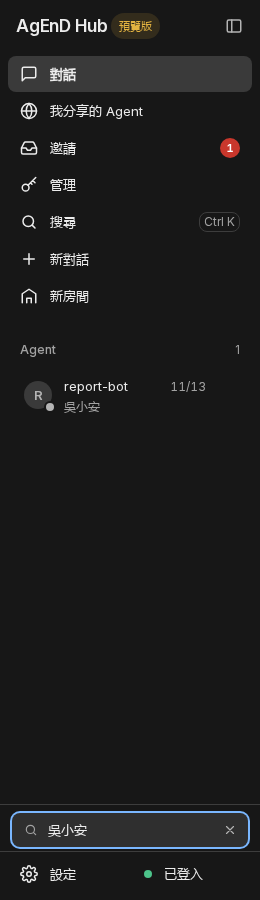 AgEnD Hub 預覽版
對話
我分享的 Agent
邀請 1
管理
搜尋 Ctrl K
新對話
新房間
Agent 1
R report-bot 11/13
吳小安
吳小安
設定 已登入